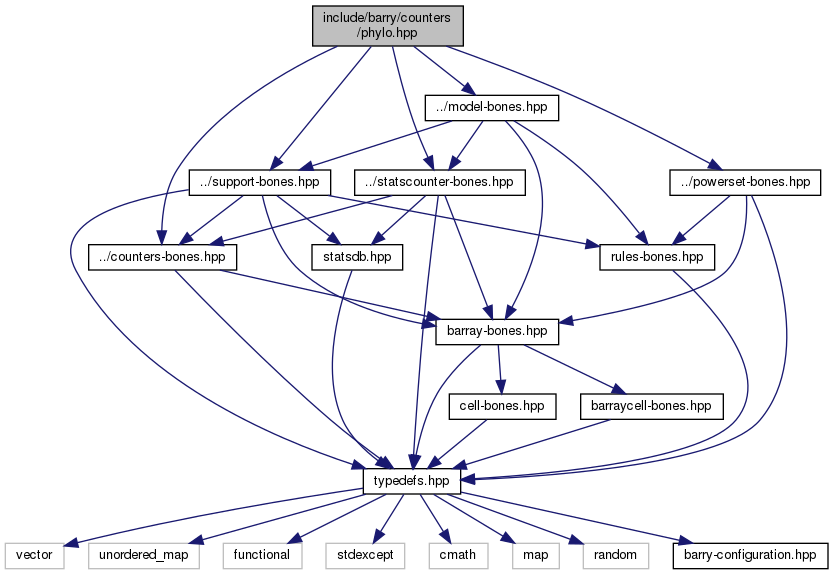 include/barry/counters
/phylo.hpp
../model-bones.hpp
../support-bones.hpp
../statscounter-bones.hpp
../powerset-bones.hpp
../counters-bones.hpp
statsdb.hpp
rules-bones.hpp
barray-bones.hpp
cell-bones.hpp
barraycell-bones.hpp
typedefs.hpp
vector
unordered_map
functional
stdexcept
cmath
map
random
barry-configuration.hpp